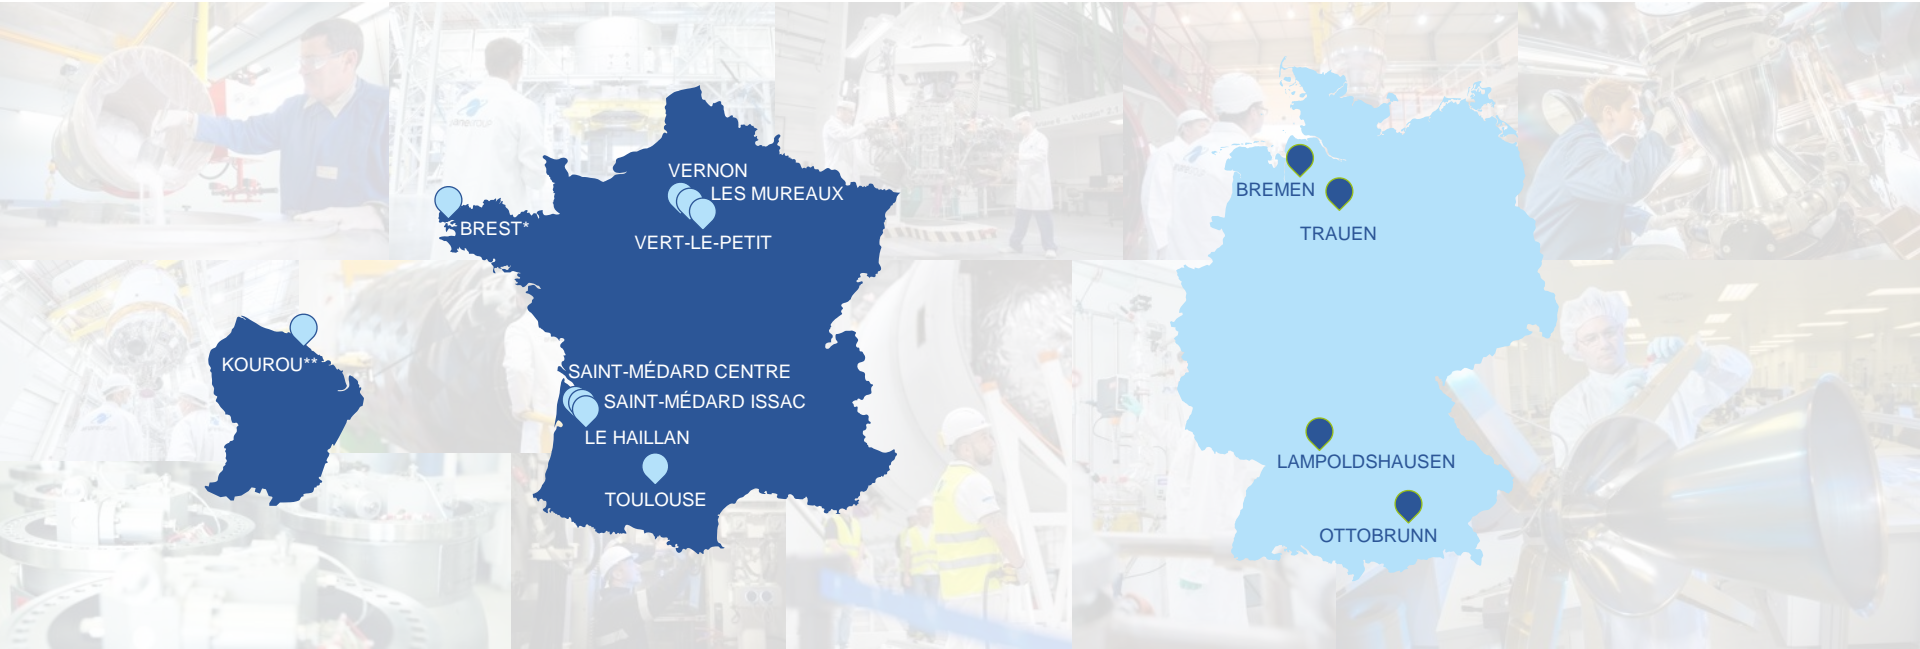 VERNON
LES MUREAUX
BREST*
VERT-LE-PETIT
KOUROU**
SAINT-MÉDARD CENTRE
SAINT-MÉDARD ISSAC
LE HAILLAN
TOULOUSE
BREMEN
TRAUEN
LAMPOLDSHAUSEN
OTTOBRUNN